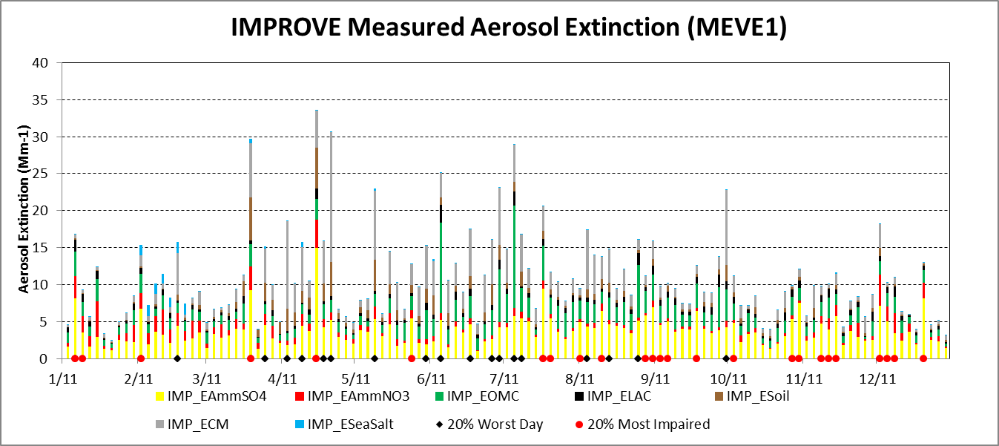 IMPROVE Measured Aerosol Extinction (MEVE1)
Aerosol Extinction (Mm-1)
40
35
30
25
20
15
10
5
0
1/11 2/11 3/11 4/11 5/11 6/11 7/11 8/11 9/11 10/11 11/11 12/11
IMP_EAmmSO4 IMP_EAmmNO3 IMP_EOMC IMP_ELAC IMP_ESoil
IMP_ECM IMP_ESeaSalt 20% Worst Day 20% Most Impaired